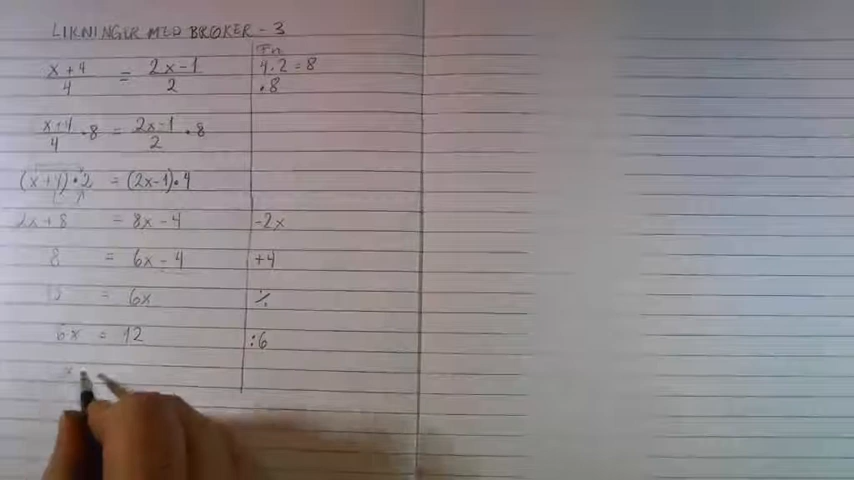 LIKNINGER MED BRØKER - 3
Fn
x+4/4 = 2x-1/2 4·2=8
·8
x+4/4 ·8 = 2x-1/2 ·8
(x+4)·2 = (2x-1)·4
2x+8 = 8x-4 -2x
8 = 6x-4 +4
12 = 6x ./.
6x = 12 :6
x